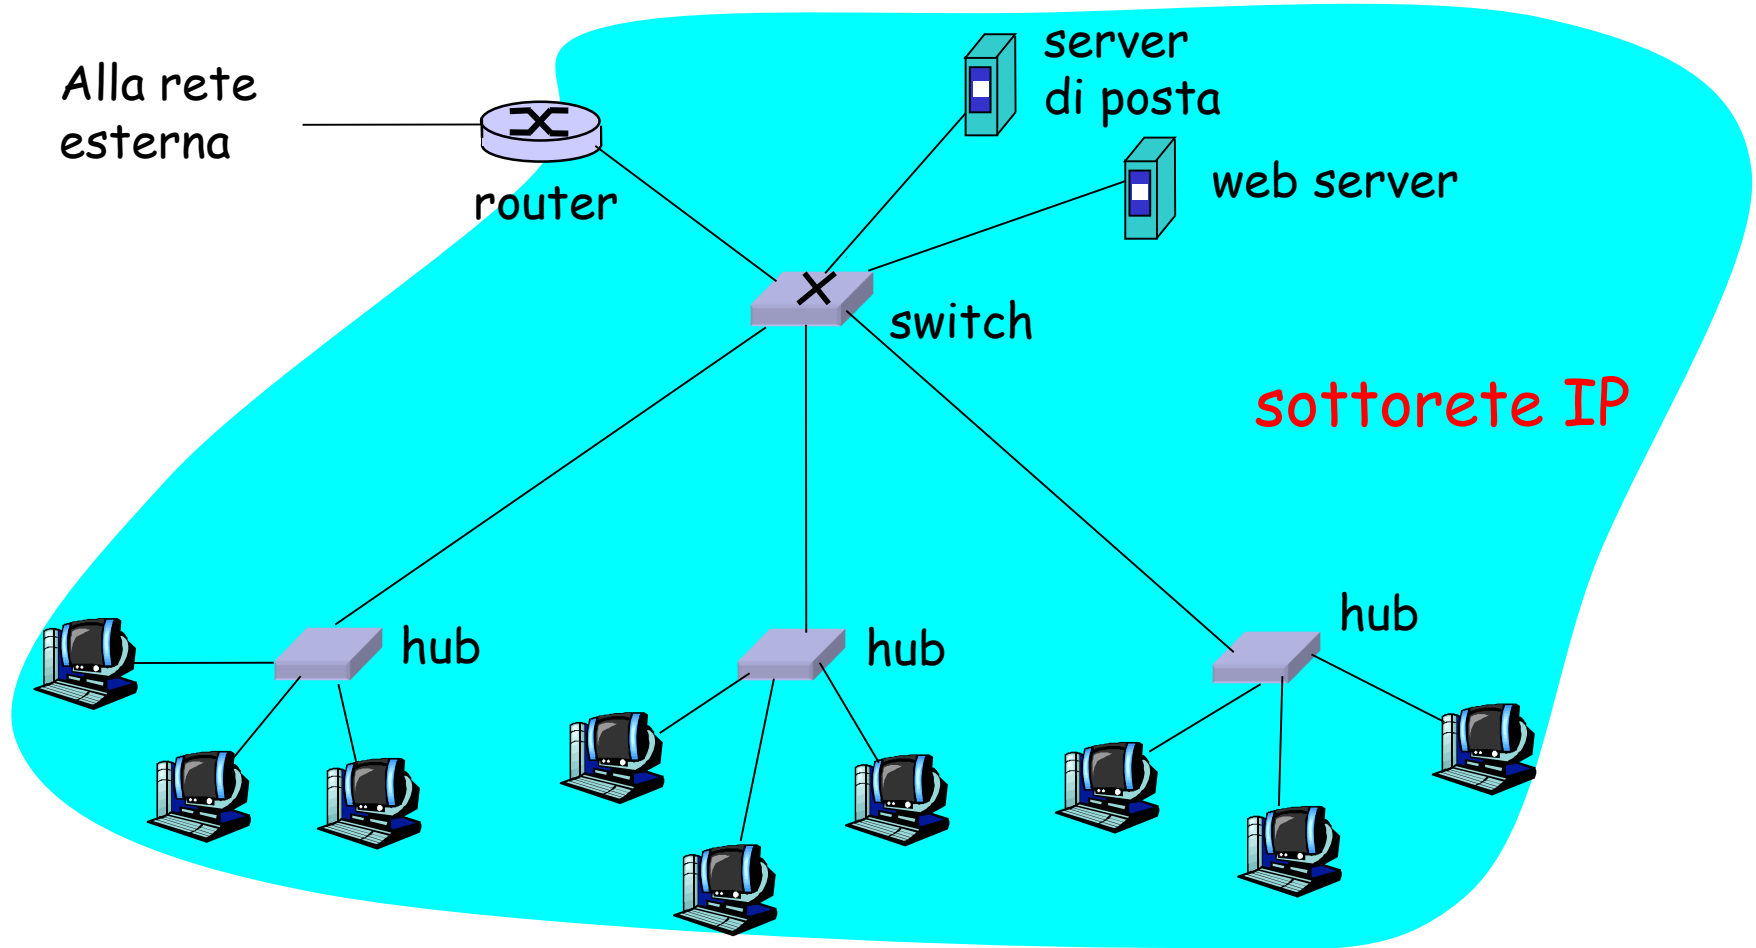 Alla rete
esterna
router
server
di posta
web server
switch
sottorete IP
hub
hub
hub